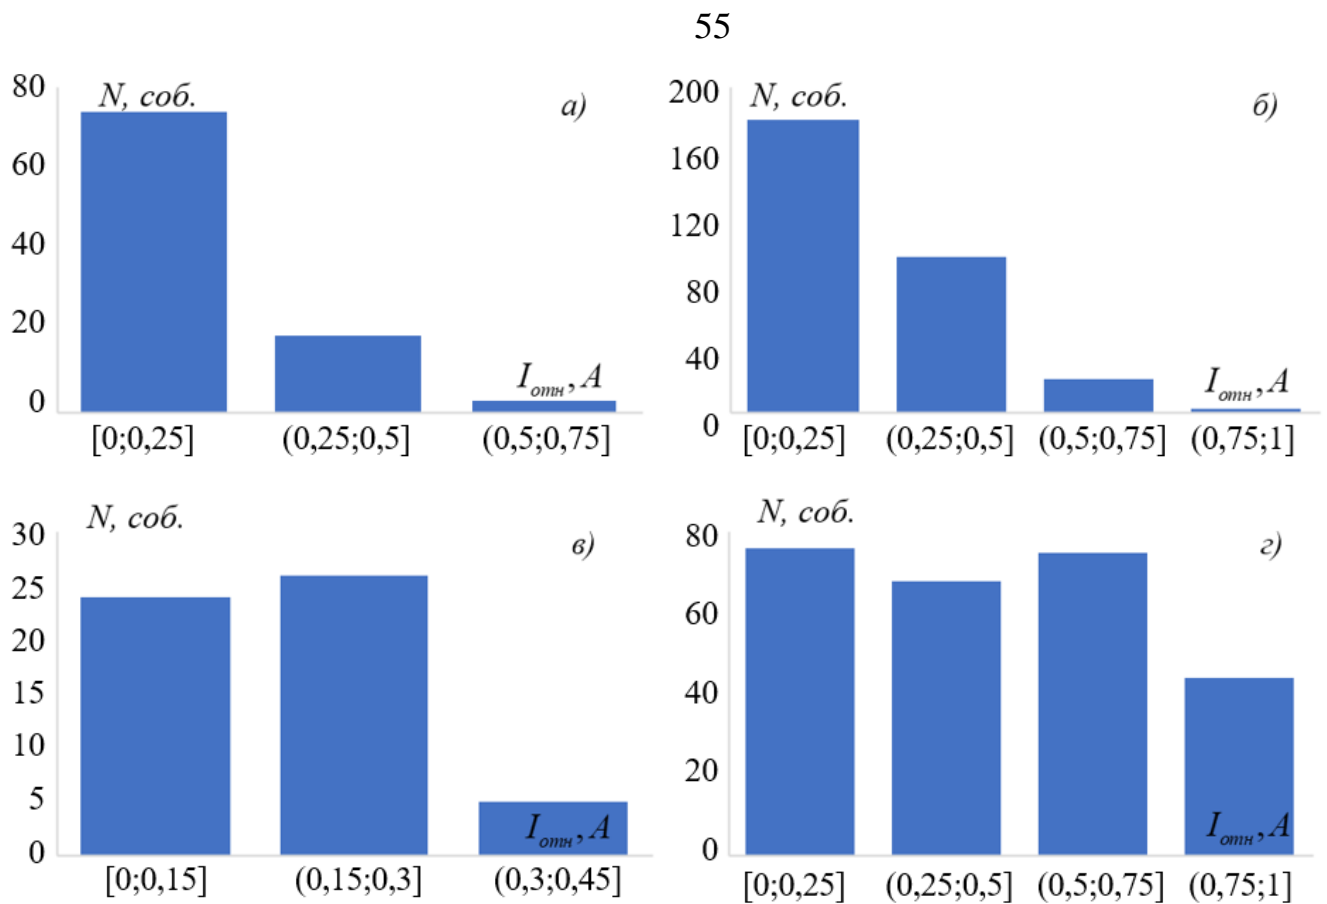 55
80
60
40
20
0
N, соб.
а)
I отн, А
[0;0,25] (0,25;0,5] (0,5;0,75]
200
160
120
80
40
0
N, соб.
б)
I отн, А
[0;0,25] (0,25;0,5] (0,5;0,75] (0,75;1]
30
25
20
15
10
5
0
N, соб.
в)
I отн, А
[0;0,15] (0,15;0,3] (0,3;0,45]
80
60
40
20
0
N, соб.
г)
I отн, А
[0;0,25] (0,25;0,5] (0,5;0,75] (0,75;1]